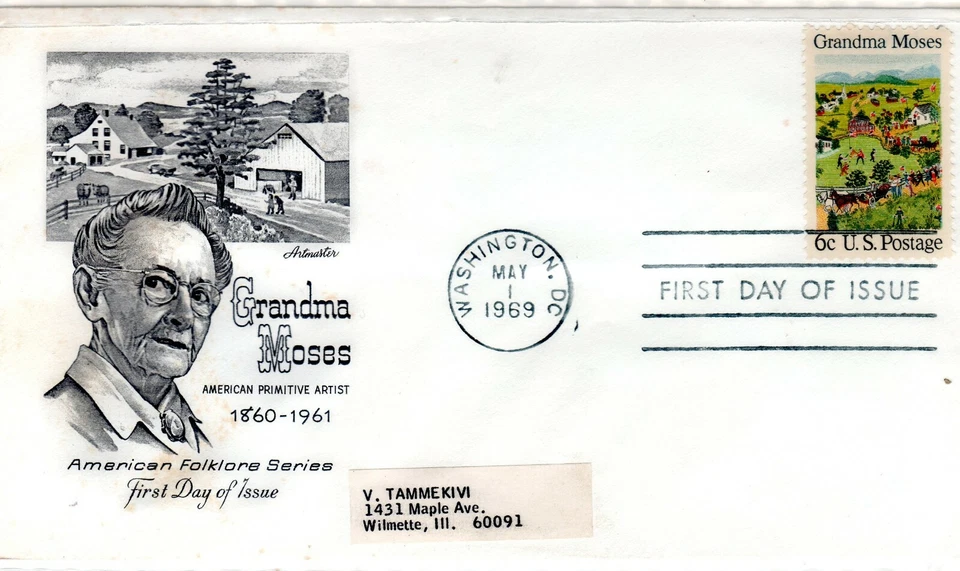 Grandma Moses
6c U.S. Postage
Artmaster
Grandma
Moses
AMERICAN PRIMITIVE ARTIST
1860-1961
American Folklore Series
First Day of Issue
WASHINGTON, DC
MAY
1
1969
FIRST DAY OF ISSUE
V. TAMMEKIVI
1431 Maple Ave.
Wilmette, Ill. 60091